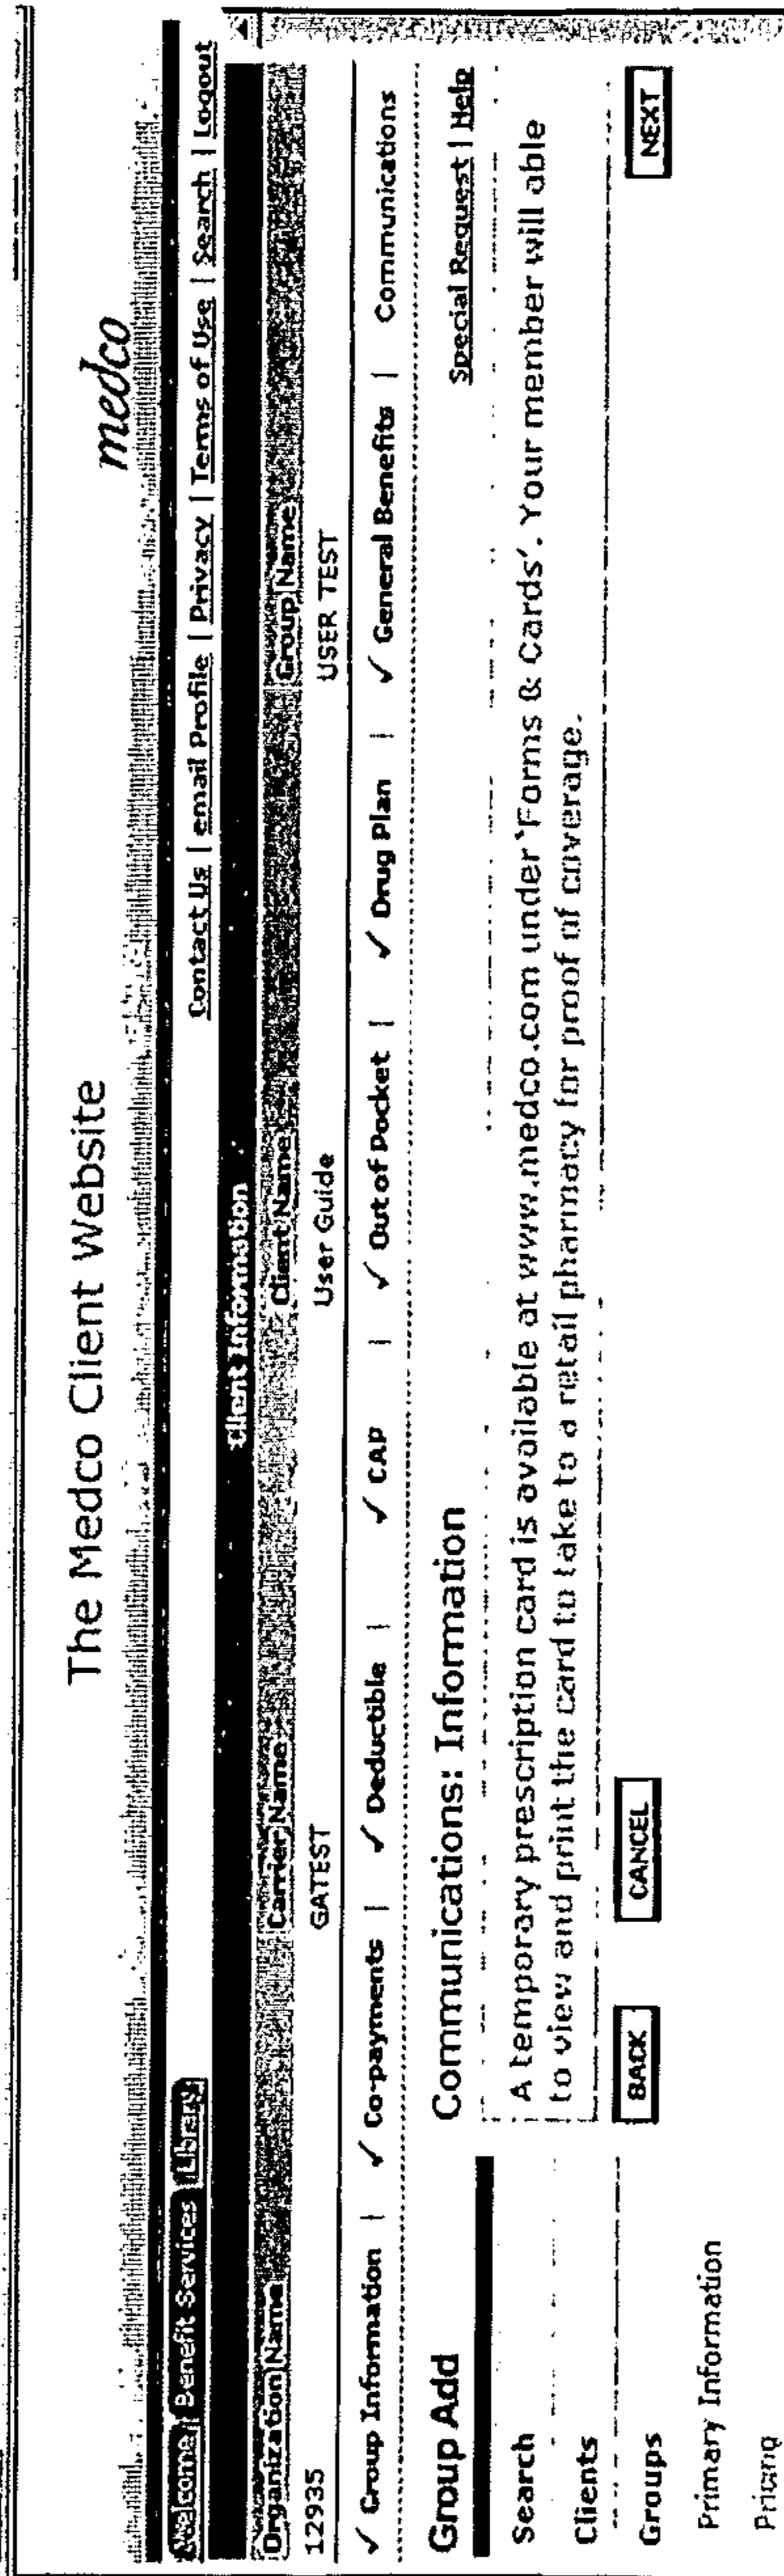 The Medco Client Website
medco
Welcome | Benefit Services | Library
Contact Us | email Profile | Privacy | Terms of Use | Search | Logout
Client Information
Organization Name Carrier Name Client Name Group Name
12935 GATEST User Guide USER TEST
✓ Group Information | ✓ Co-payments | ✓ Deductible | ✓ CAP | ✓ Out of Pocket | ✓ Drug Plan | ✓ General Benefits | Communications
Group Add
Search
Clients
Groups
Primary Information
Pricing
Communications: Information
Special Request | Help
A temporary prescription card is available at www.medco.com under 'Forms & Cards'. Your member will able
to view and print the card to take to a retail pharmacy for proof of coverage.
BACK CANCEL NEXT